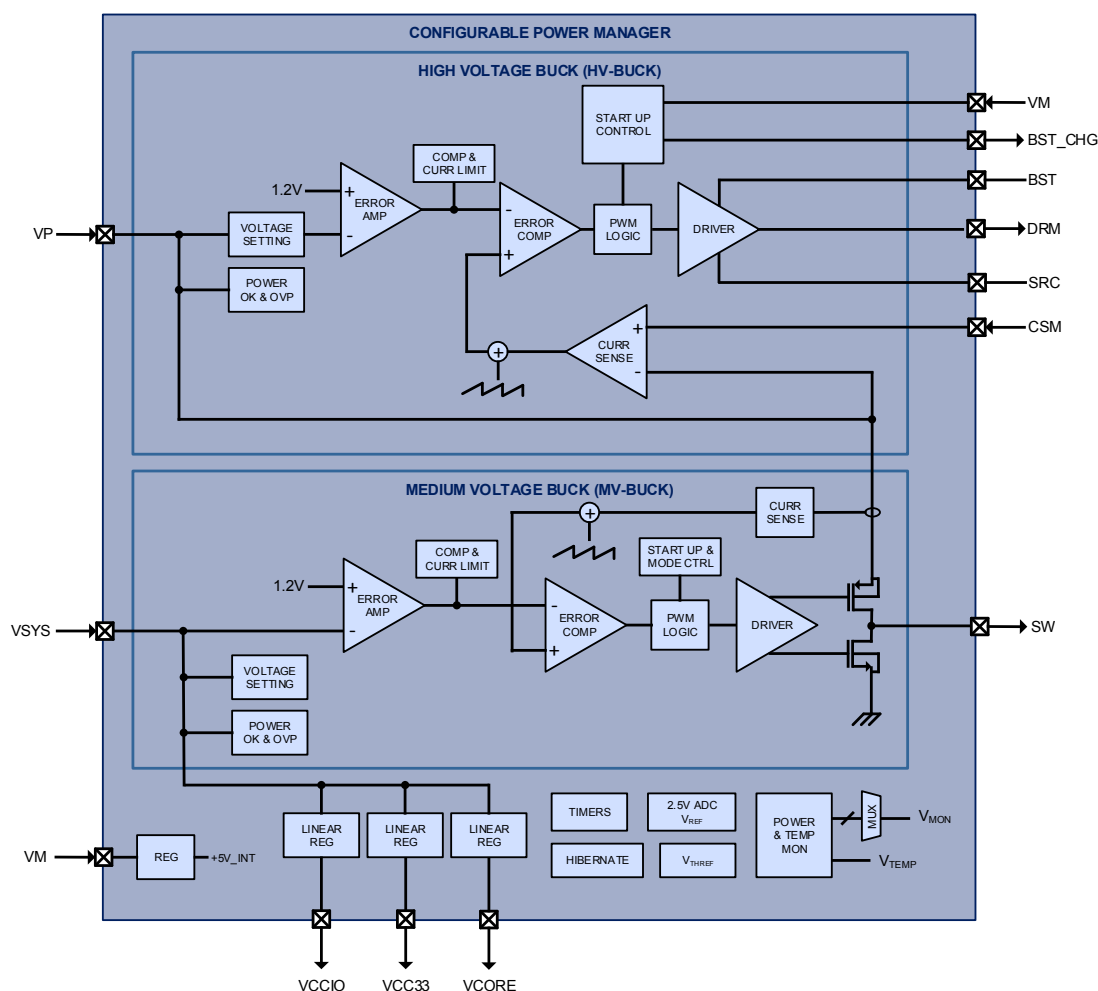 CONFIGURABLE POWER MANAGER
HIGH VOLTAGE BUCK (HV-BUCK)
VM
START UP
CONTROL
BST_CHG
COMP &
CURR LIMIT
1.2V
+
-
ERROR
AMP
-
+
ERROR
COMP
PWM
LOGIC
DRIVER
BST
VP
VOLTAGE
SETTING
DRM
POWER
OK & OVP
SRC
CSM
+
-
CURR
SENSE
+
MEDIUM VOLTAGE BUCK (MV-BUCK)
CURR
SENSE
+
COMP &
CURR LIMIT
START UP &
MODE CTRL
1.2V
+
-
ERROR
AMP
-
+
ERROR
COMP
PWM
LOGIC
DRIVER
VSYS
SW
VOLTAGE
SETTING
POWER
OK & OVP
LINEAR
REG
LINEAR
REG
LINEAR
REG
TIMERS
2.5V ADC
VREF
POWER
& TEMP
MON
MUX
VMON
VM
REG
+5V_INT
HIBERNATE
VTHREF
VTEMP
VCCIO
VCC33
VCORE